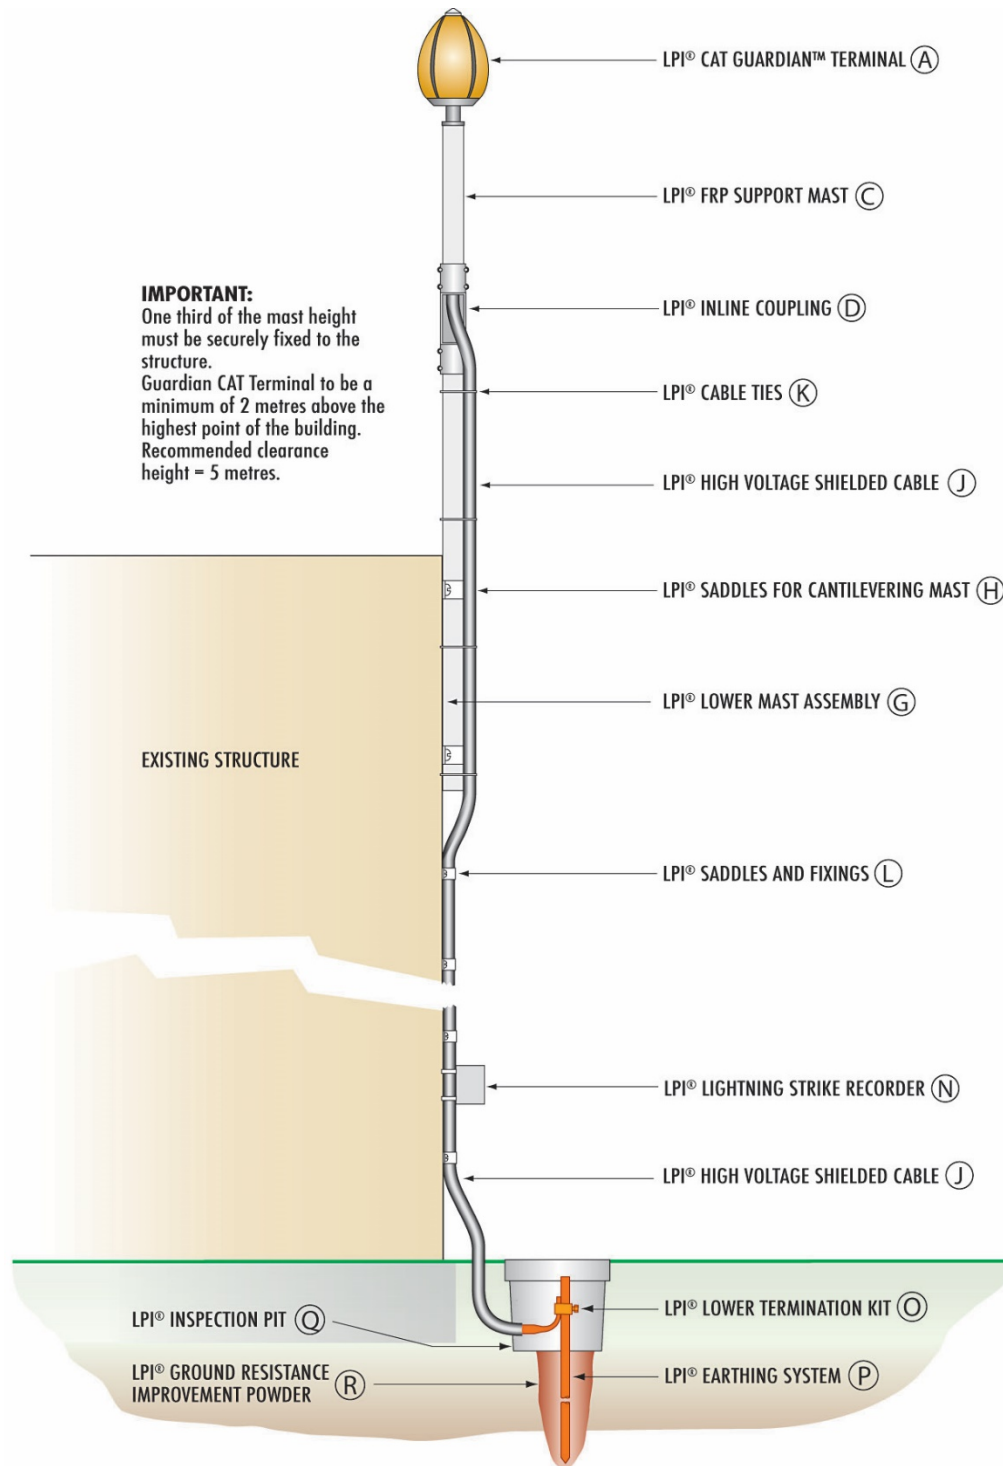 LPI® CAT GUARDIAN™ TERMINAL A
LPI® FRP SUPPORT MAST C
IMPORTANT:
One third of the mast height
must be securely fixed to the
structure.
Guardian CAT Terminal to be a
minimum of 2 metres above the
highest point of the building.
Recommended clearance
height = 5 metres.
LPI® INLINE COUPLING D
LPI® CABLE TIES K
LPI® HIGH VOLTAGE SHIELDED CABLE J
LPI® SADDLES FOR CANTILEVERING MAST H
LPI® LOWER MAST ASSEMBLY G
EXISTING STRUCTURE
LPI® SADDLES AND FIXINGS L
LPI® LIGHTNING STRIKE RECORDER N
LPI® HIGH VOLTAGE SHIELDED CABLE J
LPI® INSPECTION PIT Q
LPI® LOWER TERMINATION KIT O
LPI® GROUND RESISTANCE
IMPROVEMENT POWDER R
LPI® EARTHING SYSTEM P